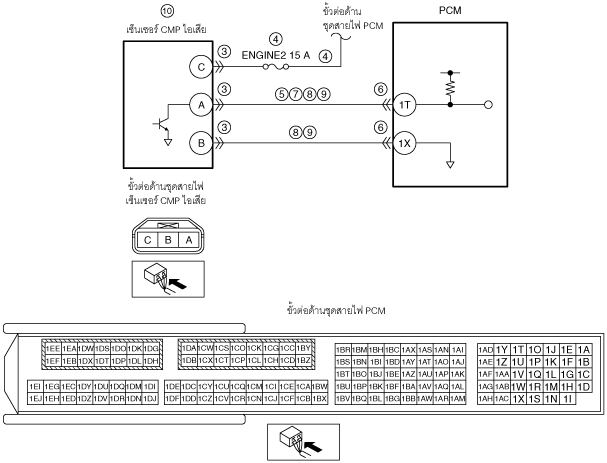 ⑩
เซ็นเซอร์ CMP ไอเสีย
ขั้วต่อด้าน
ชุดสายไฟ PCM
PCM
C
③
④
ENGINE2 15 A
④
A
③
⑤⑦⑧⑨
⑥
1T
B
③
⑧⑨
⑥
1X
ขั้วต่อด้านชุดสายไฟ
เซ็นเซอร์ CMP ไอเสีย
C B A
ขั้วต่อด้านชุดสายไฟ PCM
1EE 1EA 1DW 1DS 1DO 1DK 1DG
1EF 1EB 1DX 1DT 1DP 1DL 1DH
1EI 1EG 1EC 1DY 1DU 1DQ 1DM 1DI
1EJ 1EH 1ED 1DZ 1DV 1DR 1DN 1DJ
1DA 1CW 1CS 1CO 1CK 1CG 1CC 1BY
1DB 1CX 1CT 1CP 1CL 1CH 1CD 1BZ
1DE 1DC 1CY 1CU 1CQ 1CM 1CI 1CE 1CA 1BW
1DF 1DD 1CZ 1CV 1CR 1CN 1CJ 1CF 1CB 1BX
1BR 1BM 1BH 1BC 1AX 1AS 1AN 1AI
1BS 1BN 1BI 1BD 1AY 1AT 1AO 1AJ
1BT 1BO 1BJ 1BE 1AZ 1AU 1AP 1AK
1BU 1BP 1BK 1BF 1BA 1AV 1AQ 1AL
1BV 1BQ 1BL 1BG 1BB 1AW 1AR 1AM
1AD 1Y 1T 1O 1J 1E 1A
1AE 1Z 1U 1P 1K 1F 1B
1AF 1AA 1V 1Q 1L 1G 1C
1AG 1AB 1W 1R 1M 1H 1D
1AH 1AC 1X 1S 1N 1I